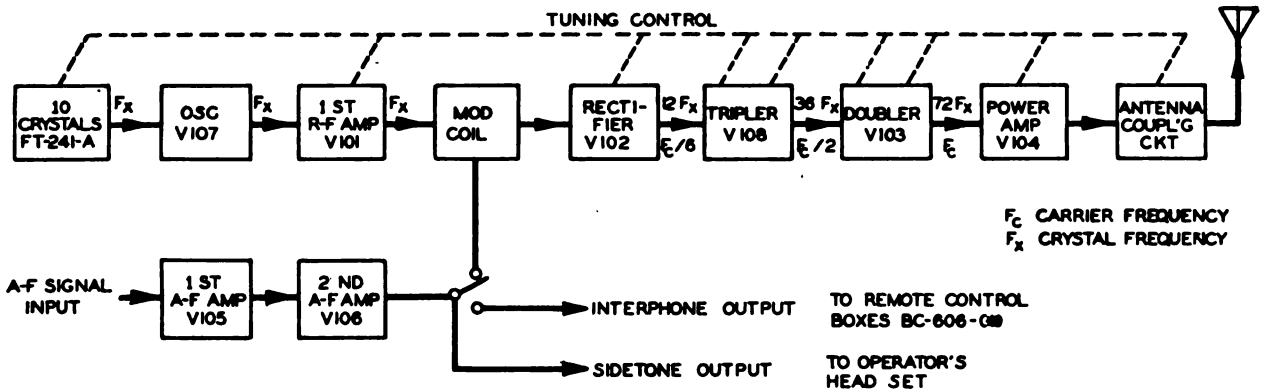 TUNING CONTROL
10 CRYSTALS FT-241-A
Fx
OSC V107
Fx
1 ST R-F AMP V101
Fx
MOD COIL
RECTI-FIER V102
12 Fx
Fc/6
TRIPLER V108
36 Fx
Fc/2
DOUBLER V103
72 Fx
Fc
POWER AMP V104
ANTENNA COUPL'G CKT
Fc CARRIER FREQUENCY
Fx CRYSTAL FREQUENCY
A-F SIGNAL INPUT
1 ST A-F AMP V105
2 ND A-F AMP V106
INTERPHONE OUTPUT
TO REMOTE CONTROL
BOXES BC-606-
SIDETONE OUTPUT
TO OPERATOR'S
HEAD SET